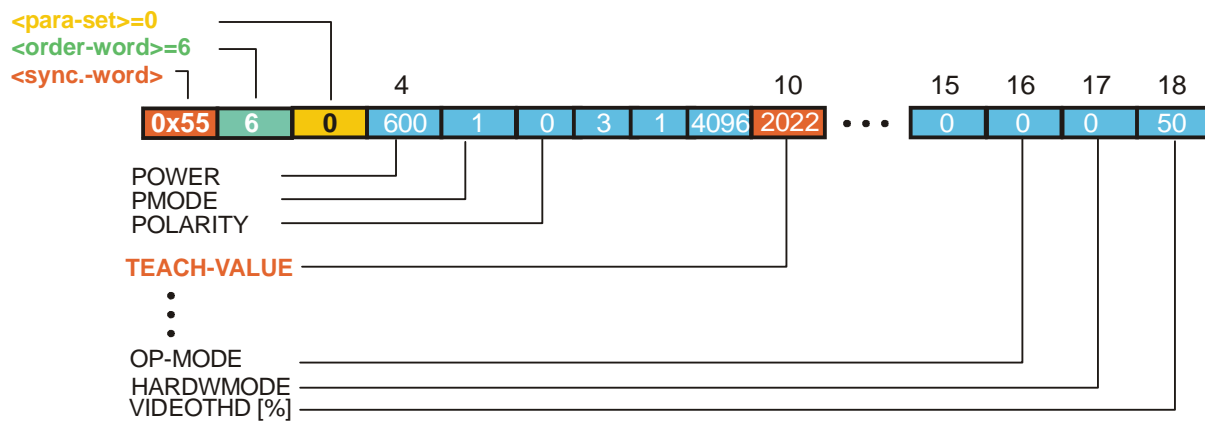 <para-set>=0
<order-word>=6
<sync.-word>
4 10 15 16 17 18
0x55 6 0 600 1 0 3 1 4096 2022 ••• 0 0 0 50
POWER
PMODE
POLARITY
TEACH-VALUE
OP-MODE
HARDWMODE
VIDEOTHD [%]